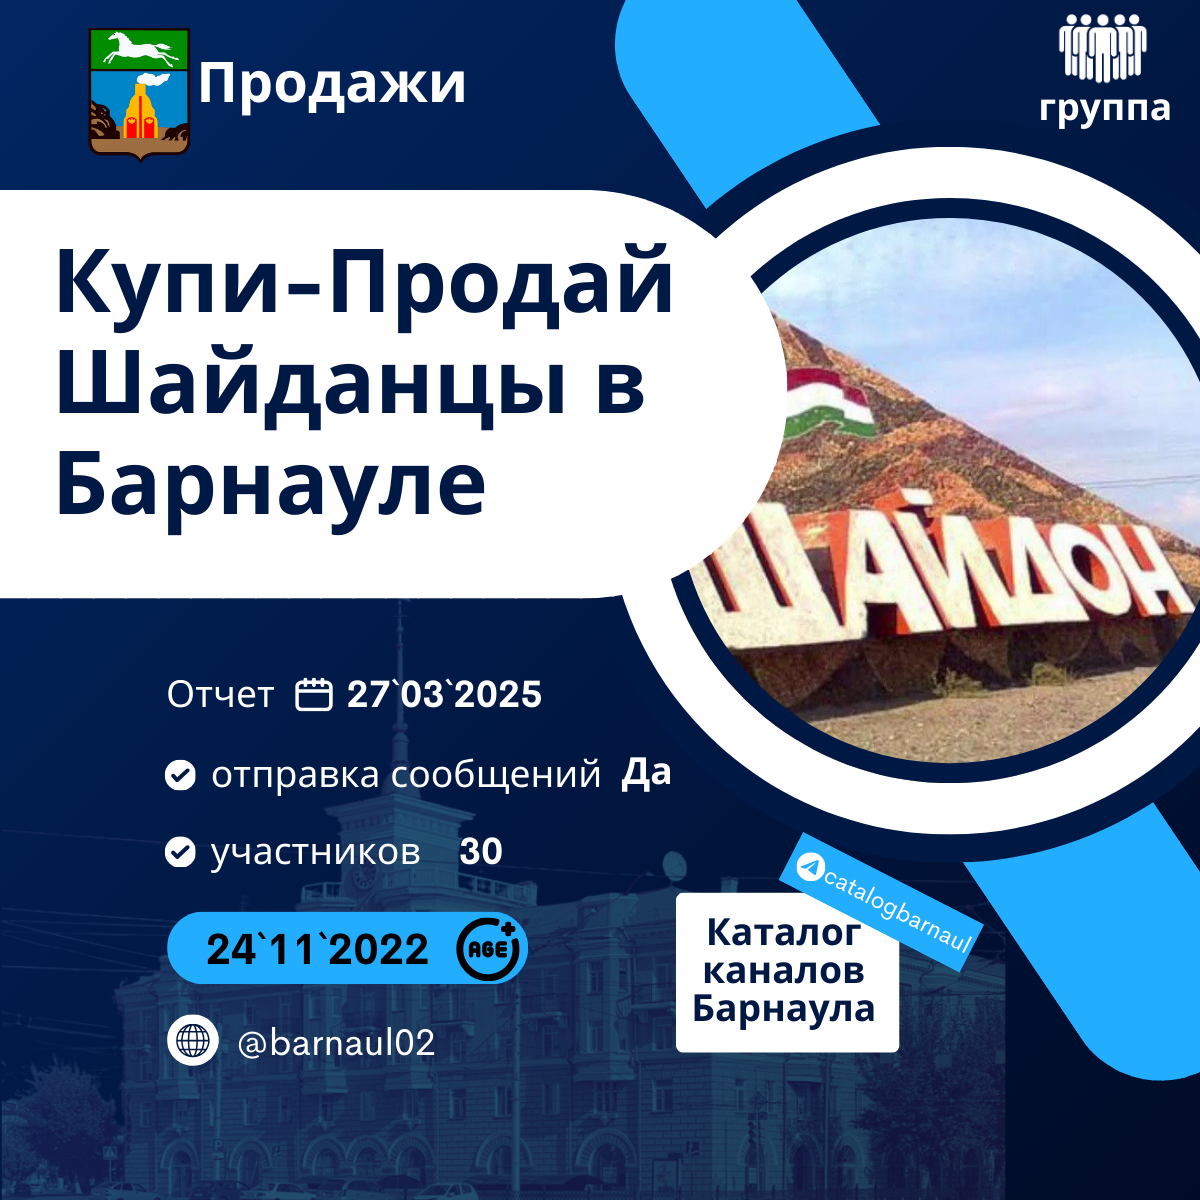 Продажи
группа
Купи-Продай
Шайданцы в
Барнауле
ШАЙДОН
Отчет 27`03`2025
отправка сообщений Да
участников 30
24`11`2022
AGE+
@barnaul02
catalogbarnaul
Каталог
каналов
Барнаула